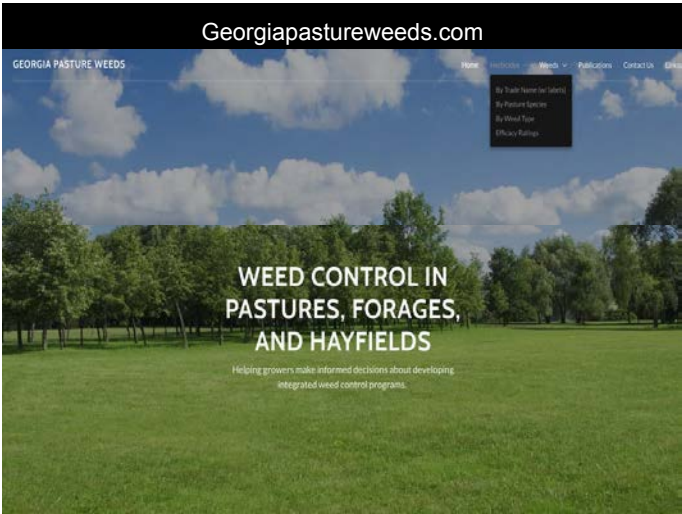 Georgiapastureweeds.com
GEORGIA PASTURE WEEDS
Home Herbicides Weeds Publications Contact Us
By Trade Name (w/ labels)
By Pasture Species
By Weed Type
Efficacy Ratings
WEED CONTROL IN
PASTURES, FORAGES,
AND HAYFIELDS
Helping growers make informed decisions about developing
integrated weed control programs.